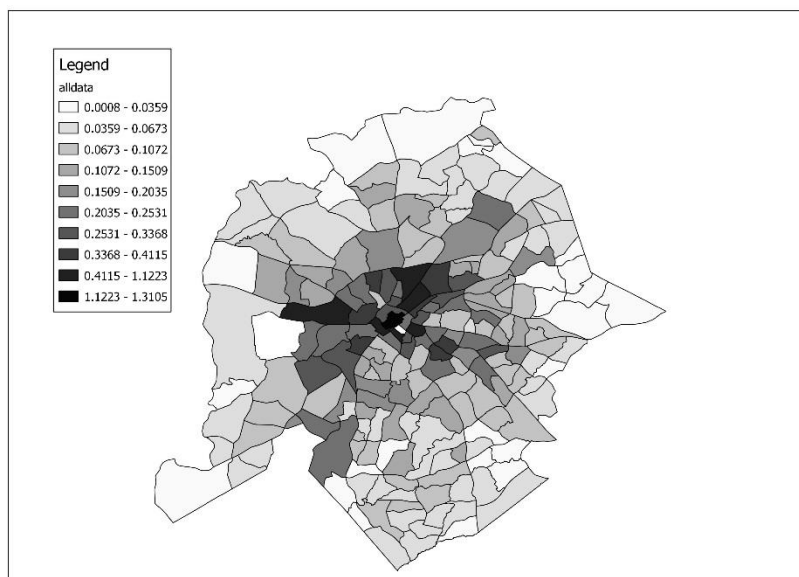 Legend
alldata
0.0008 - 0.0359
0.0359 - 0.0673
0.0673 - 0.1072
0.1072 - 0.1509
0.1509 - 0.2035
0.2035 - 0.2531
0.2531 - 0.3368
0.3368 - 0.4115
0.4115 - 1.1223
1.1223 - 1.3105